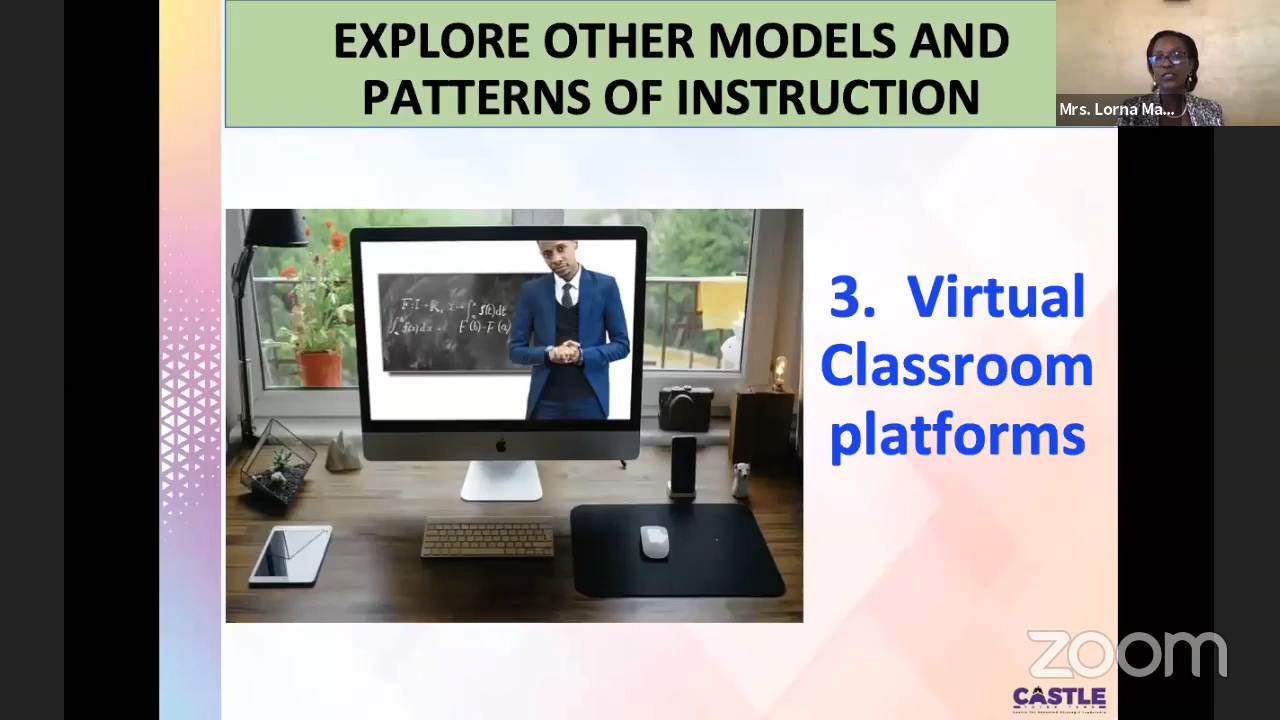 EXPLORE OTHER MODELS AND
PATTERNS OF INSTRUCTION
Mrs. Lorna Ma...
3. Virtual
Classroom
platforms
zoom
CASTLE